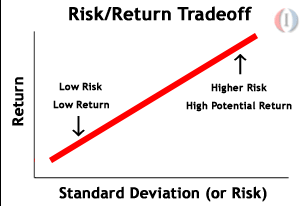 Risk/Return Tradeoff
I
Low Risk
Low Return
Higher Risk
High Potential Return
Return
Standard Deviation (or Risk)